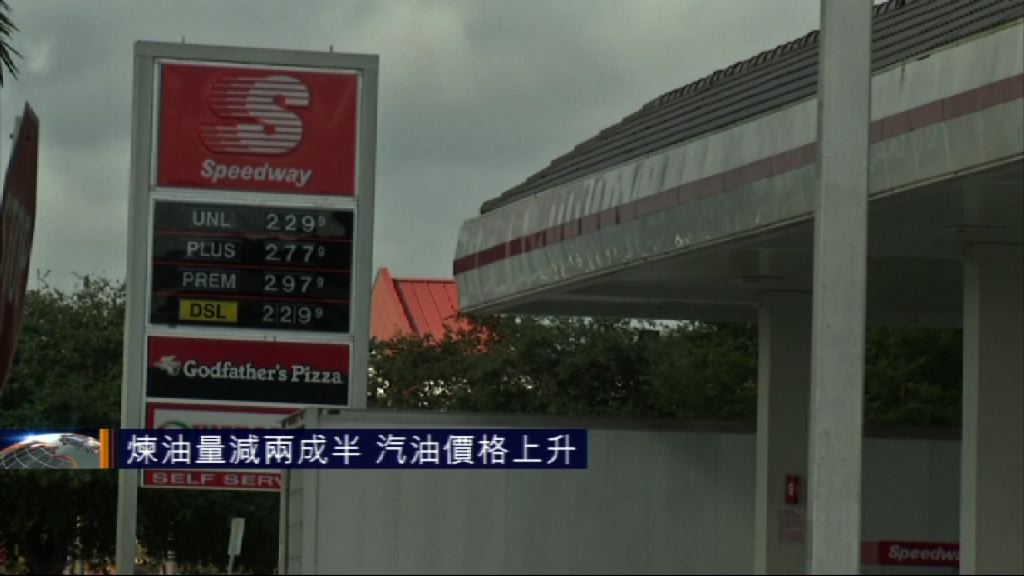 S
Speedway
UNL 2.29 9
PLUS 2.77 9
PREM 2.97 9
DSL 2.29 9
Godfather's Pizza
煉油量減兩成半 汽油價格上升
SELF SERV
Speedway